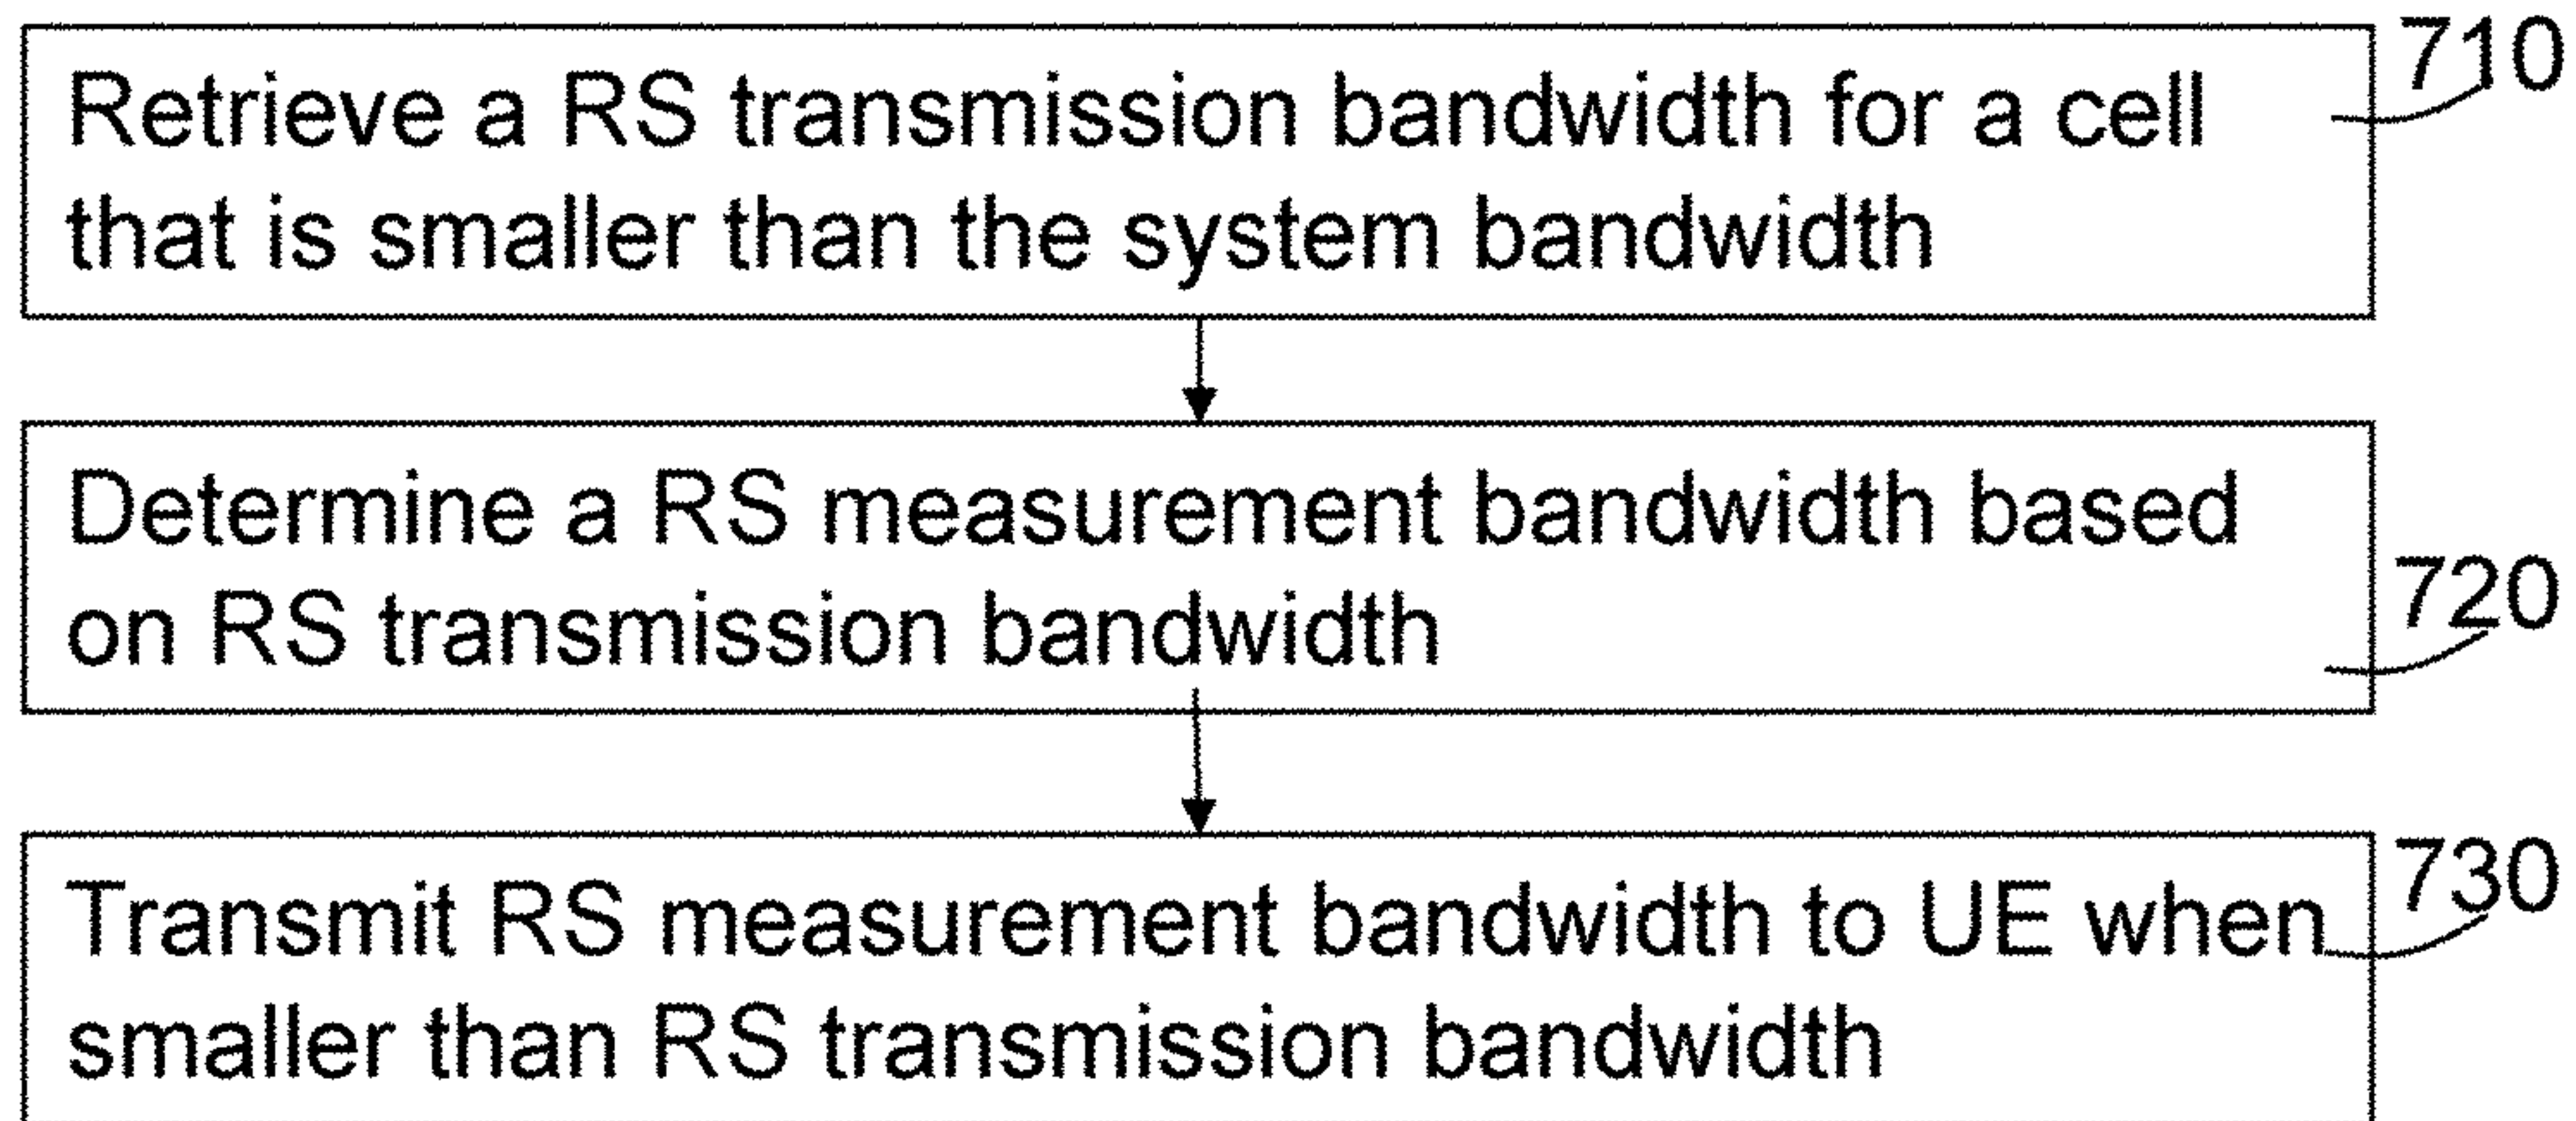 710
Retrieve a RS transmission bandwidth for a cell
that is smaller than the system bandwidth
Determine a RS measurement bandwidth based
on RS transmission bandwidth
720
730
Transmit RS measurement bandwidth to UE when
smaller than RS transmission bandwidth